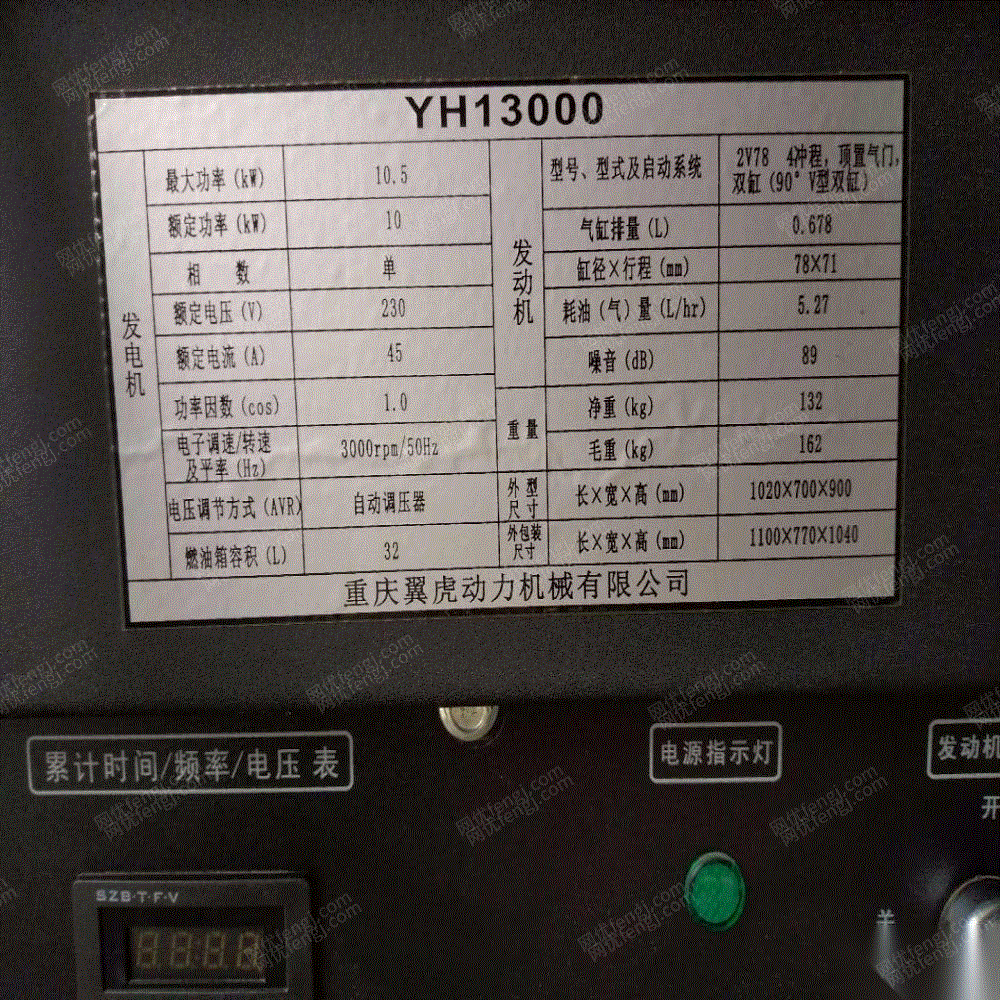 YH13000
发电机
最大功率(kW) 10.5
额定功率(kW) 10
相 数 单
额定电压(V) 230
额定电流(A) 45
功率因数(cos) 1.0
电子调速/转速
及平率(Hz) 3000rpm/50Hz
电压调节方式(AVR) 自动调压器
燃油箱容积(L) 32
发动机
型号、型式及启动系统 2V78 4冲程，顶置气门，
双缸(90°V型双缸)
气缸排量(L) 0.678
缸径×行程(mm) 78×71
耗油(气)量(L/hr) 5.27
噪音(dB) 89
重量
净重(kg) 132
毛重(kg) 162
外型
尺寸
长×宽×高(mm) 1020×700×900
外包装
尺寸
长×宽×高(mm) 1100×770×1040
重庆翼虎动力机械有限公司
累计时间/频率/电压 表
电源指示灯
发动机
开
SZB·T·F·V
网优fengj.com